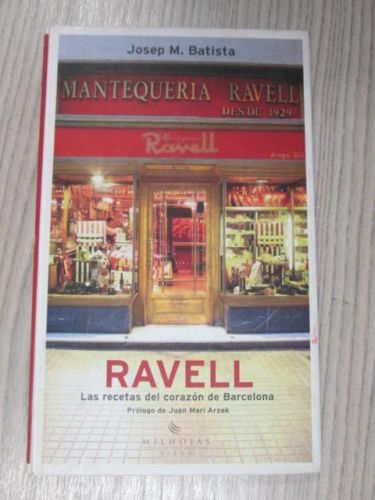 Josep M. Batista
MANTEQUERIA RAVELL
DESDE 1929
Ravell
RAVELL
Las recetas del corazón de Barcelona
Prólogo de Juan Mari Arzak
MILHOJAS